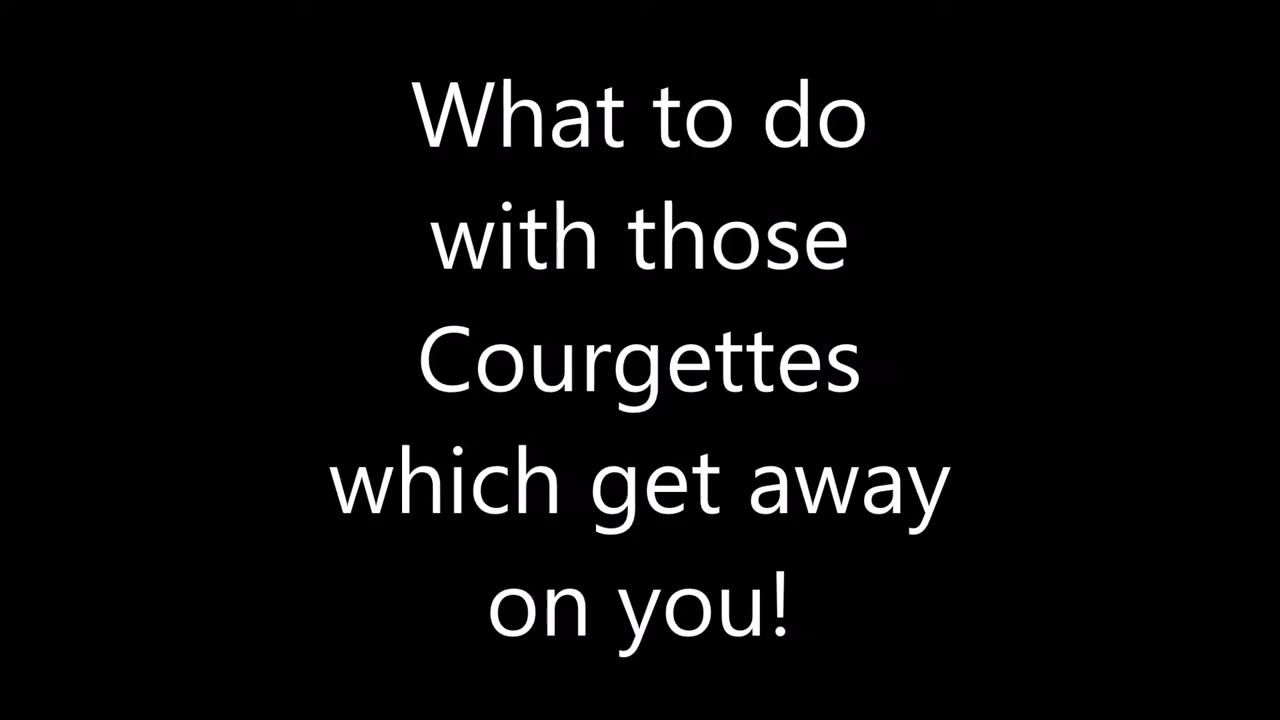 What to do
with those
Courgettes
which get away
on you!